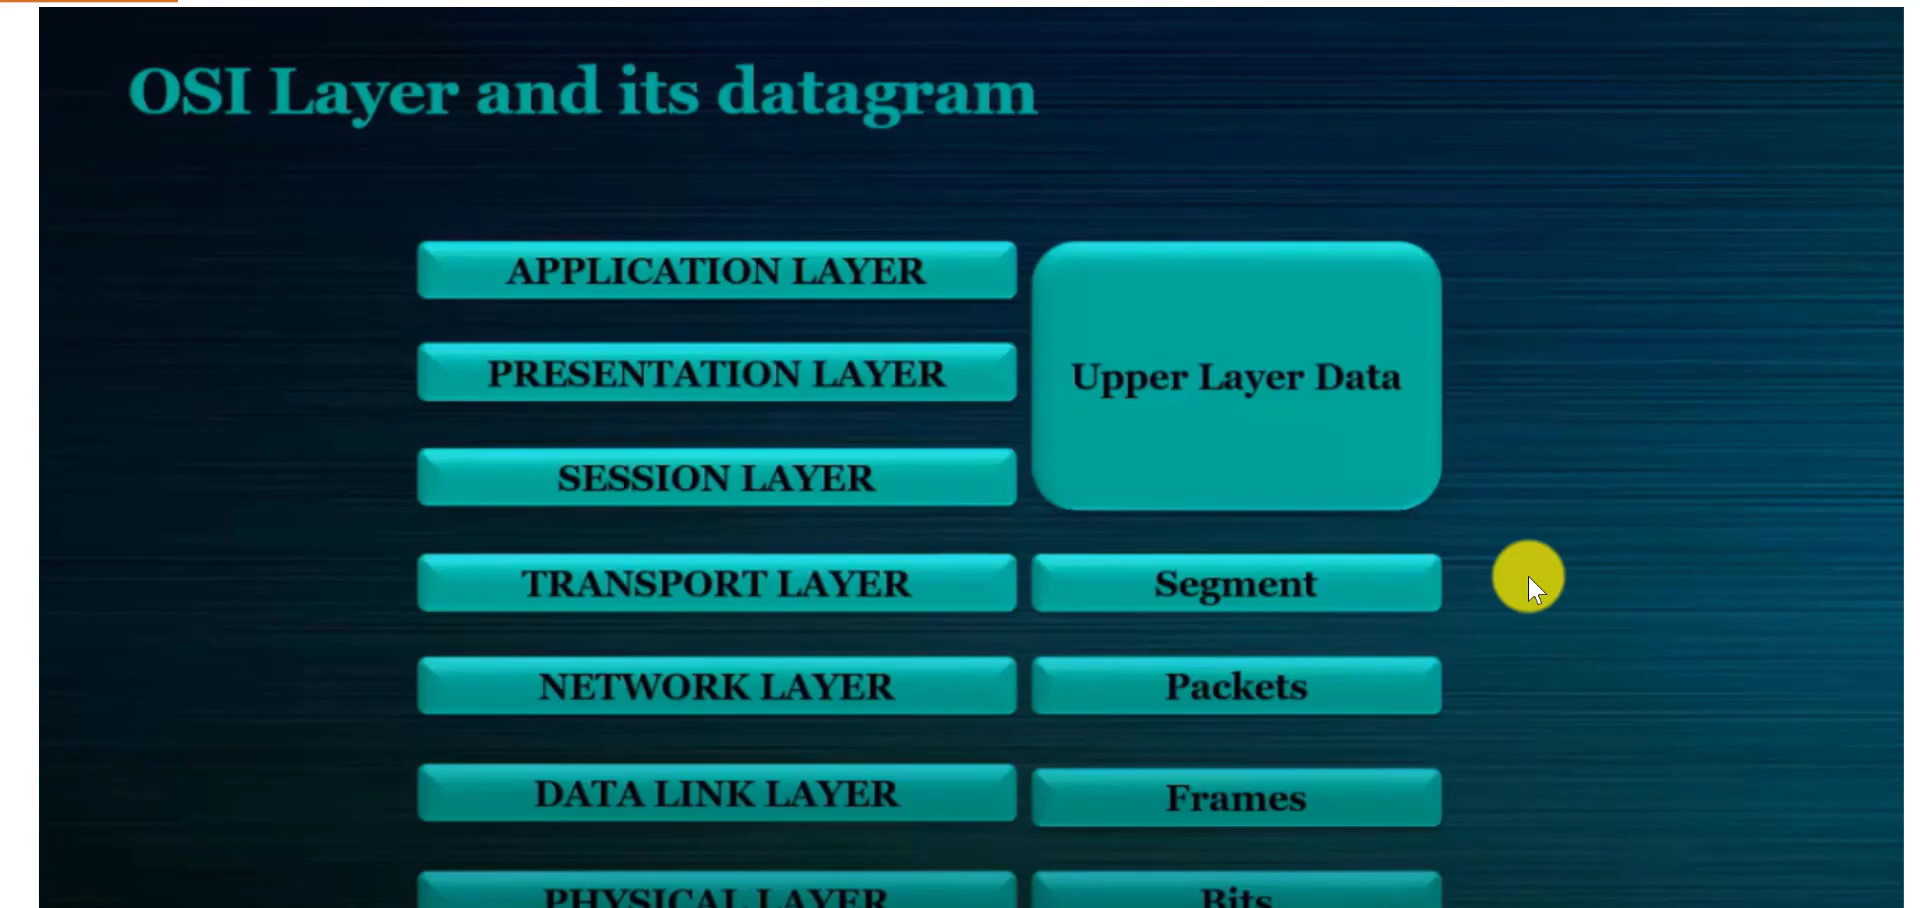 OSI Layer and its datagram
APPLICATION LAYER
PRESENTATION LAYER
Upper Layer Data
SESSION LAYER
TRANSPORT LAYER
Segment
NETWORK LAYER
Packets
DATA LINK LAYER
Frames
PHYSICAL LAYER
Bits